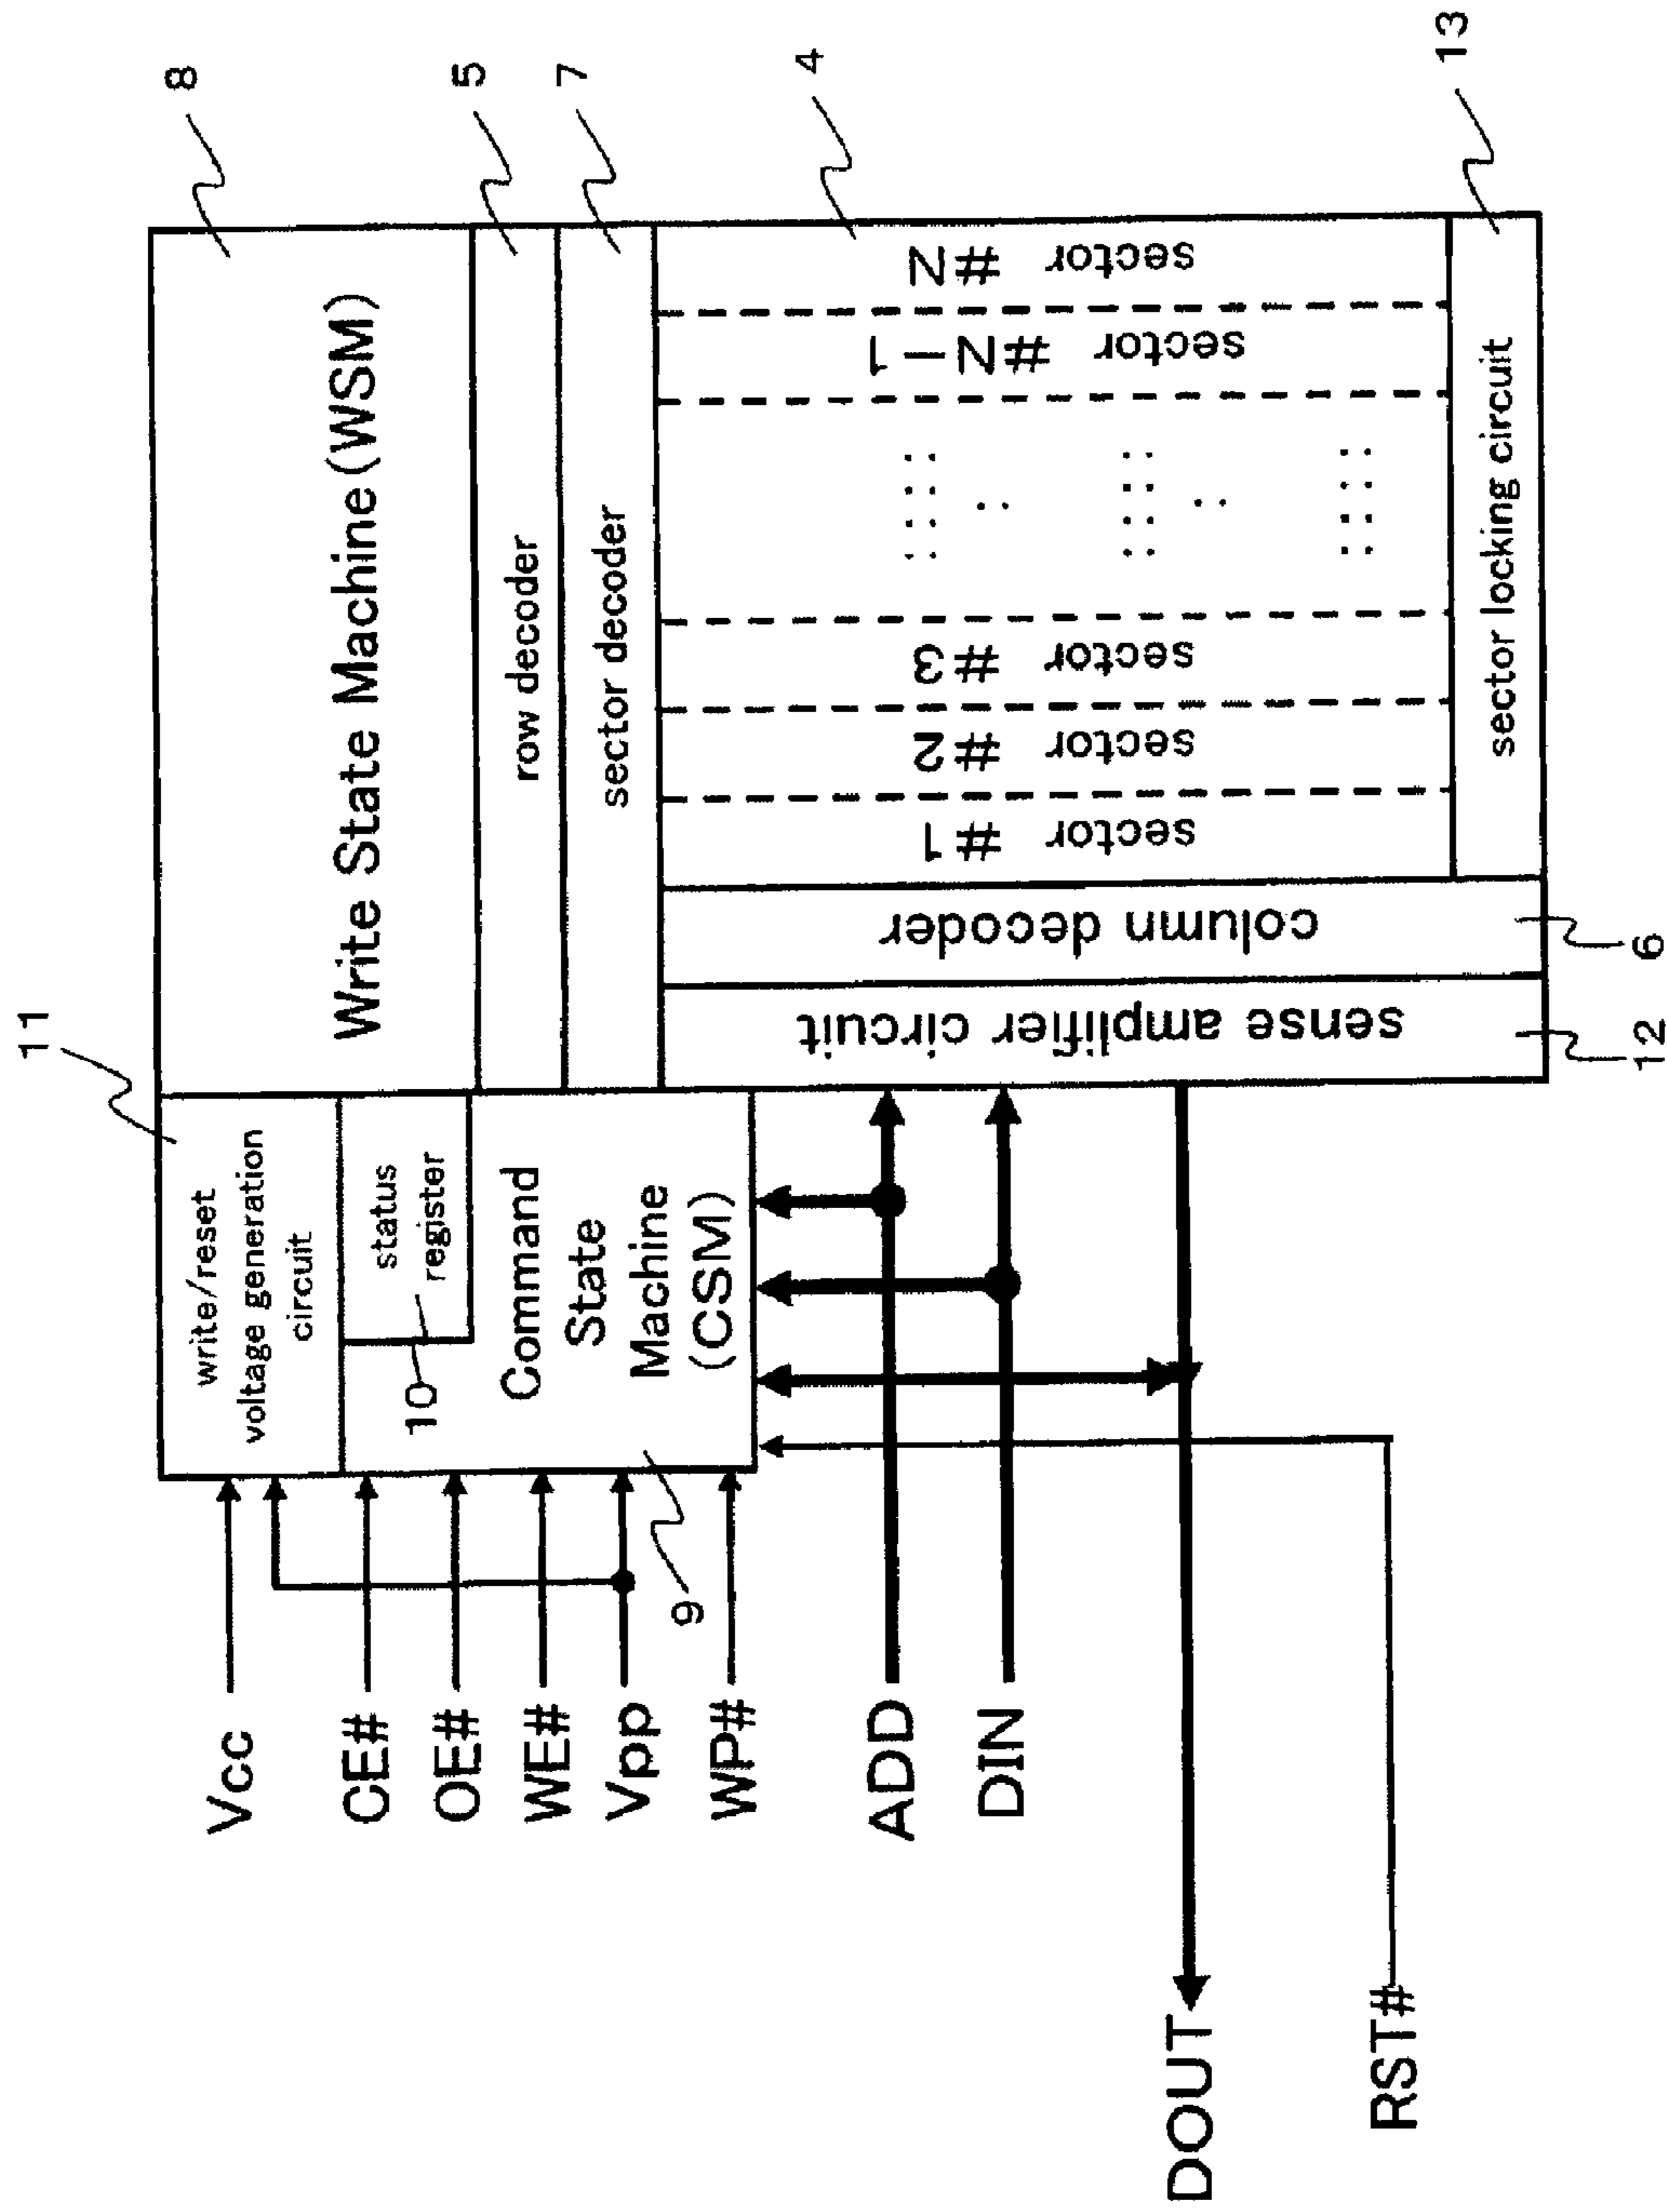 11
8
write/reset
voltage generation
circuit
Write State Machine(WSM)
status
register
10
row decoder
5
Command
State
Machine
(CSM)
9
sector decoder
7
sense amplifier circuit
12
column decoder
6
sector #1
sector #2
sector #3
sector #N-1
sector #N
4
sector locking circuit
13
Vcc
CE#
OE#
WE#
Vpp
WP#
ADD
DIN
DOUT
RST#